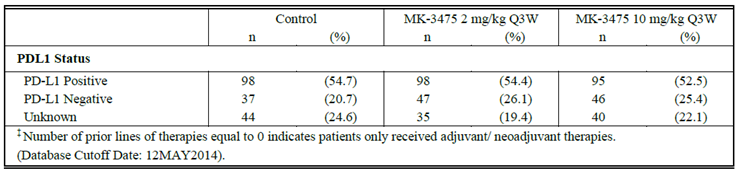 Control MK-3475 2 mg/kg Q3W MK-3475 10 mg/kg Q3W
n (%) n (%) n (%)
PDL1 Status
PD-L1 Positive 98 (54.7) 98 (54.4) 95 (52.5)
PD-L1 Negative 37 (20.7) 47 (26.1) 46 (25.4)
Unknown 44 (24.6) 35 (19.4) 40 (22.1)
‡Number of prior lines of therapies equal to 0 indicates patients only received adjuvant/ neoadjuvant therapies.
(Database Cutoff Date: 12MAY2014).